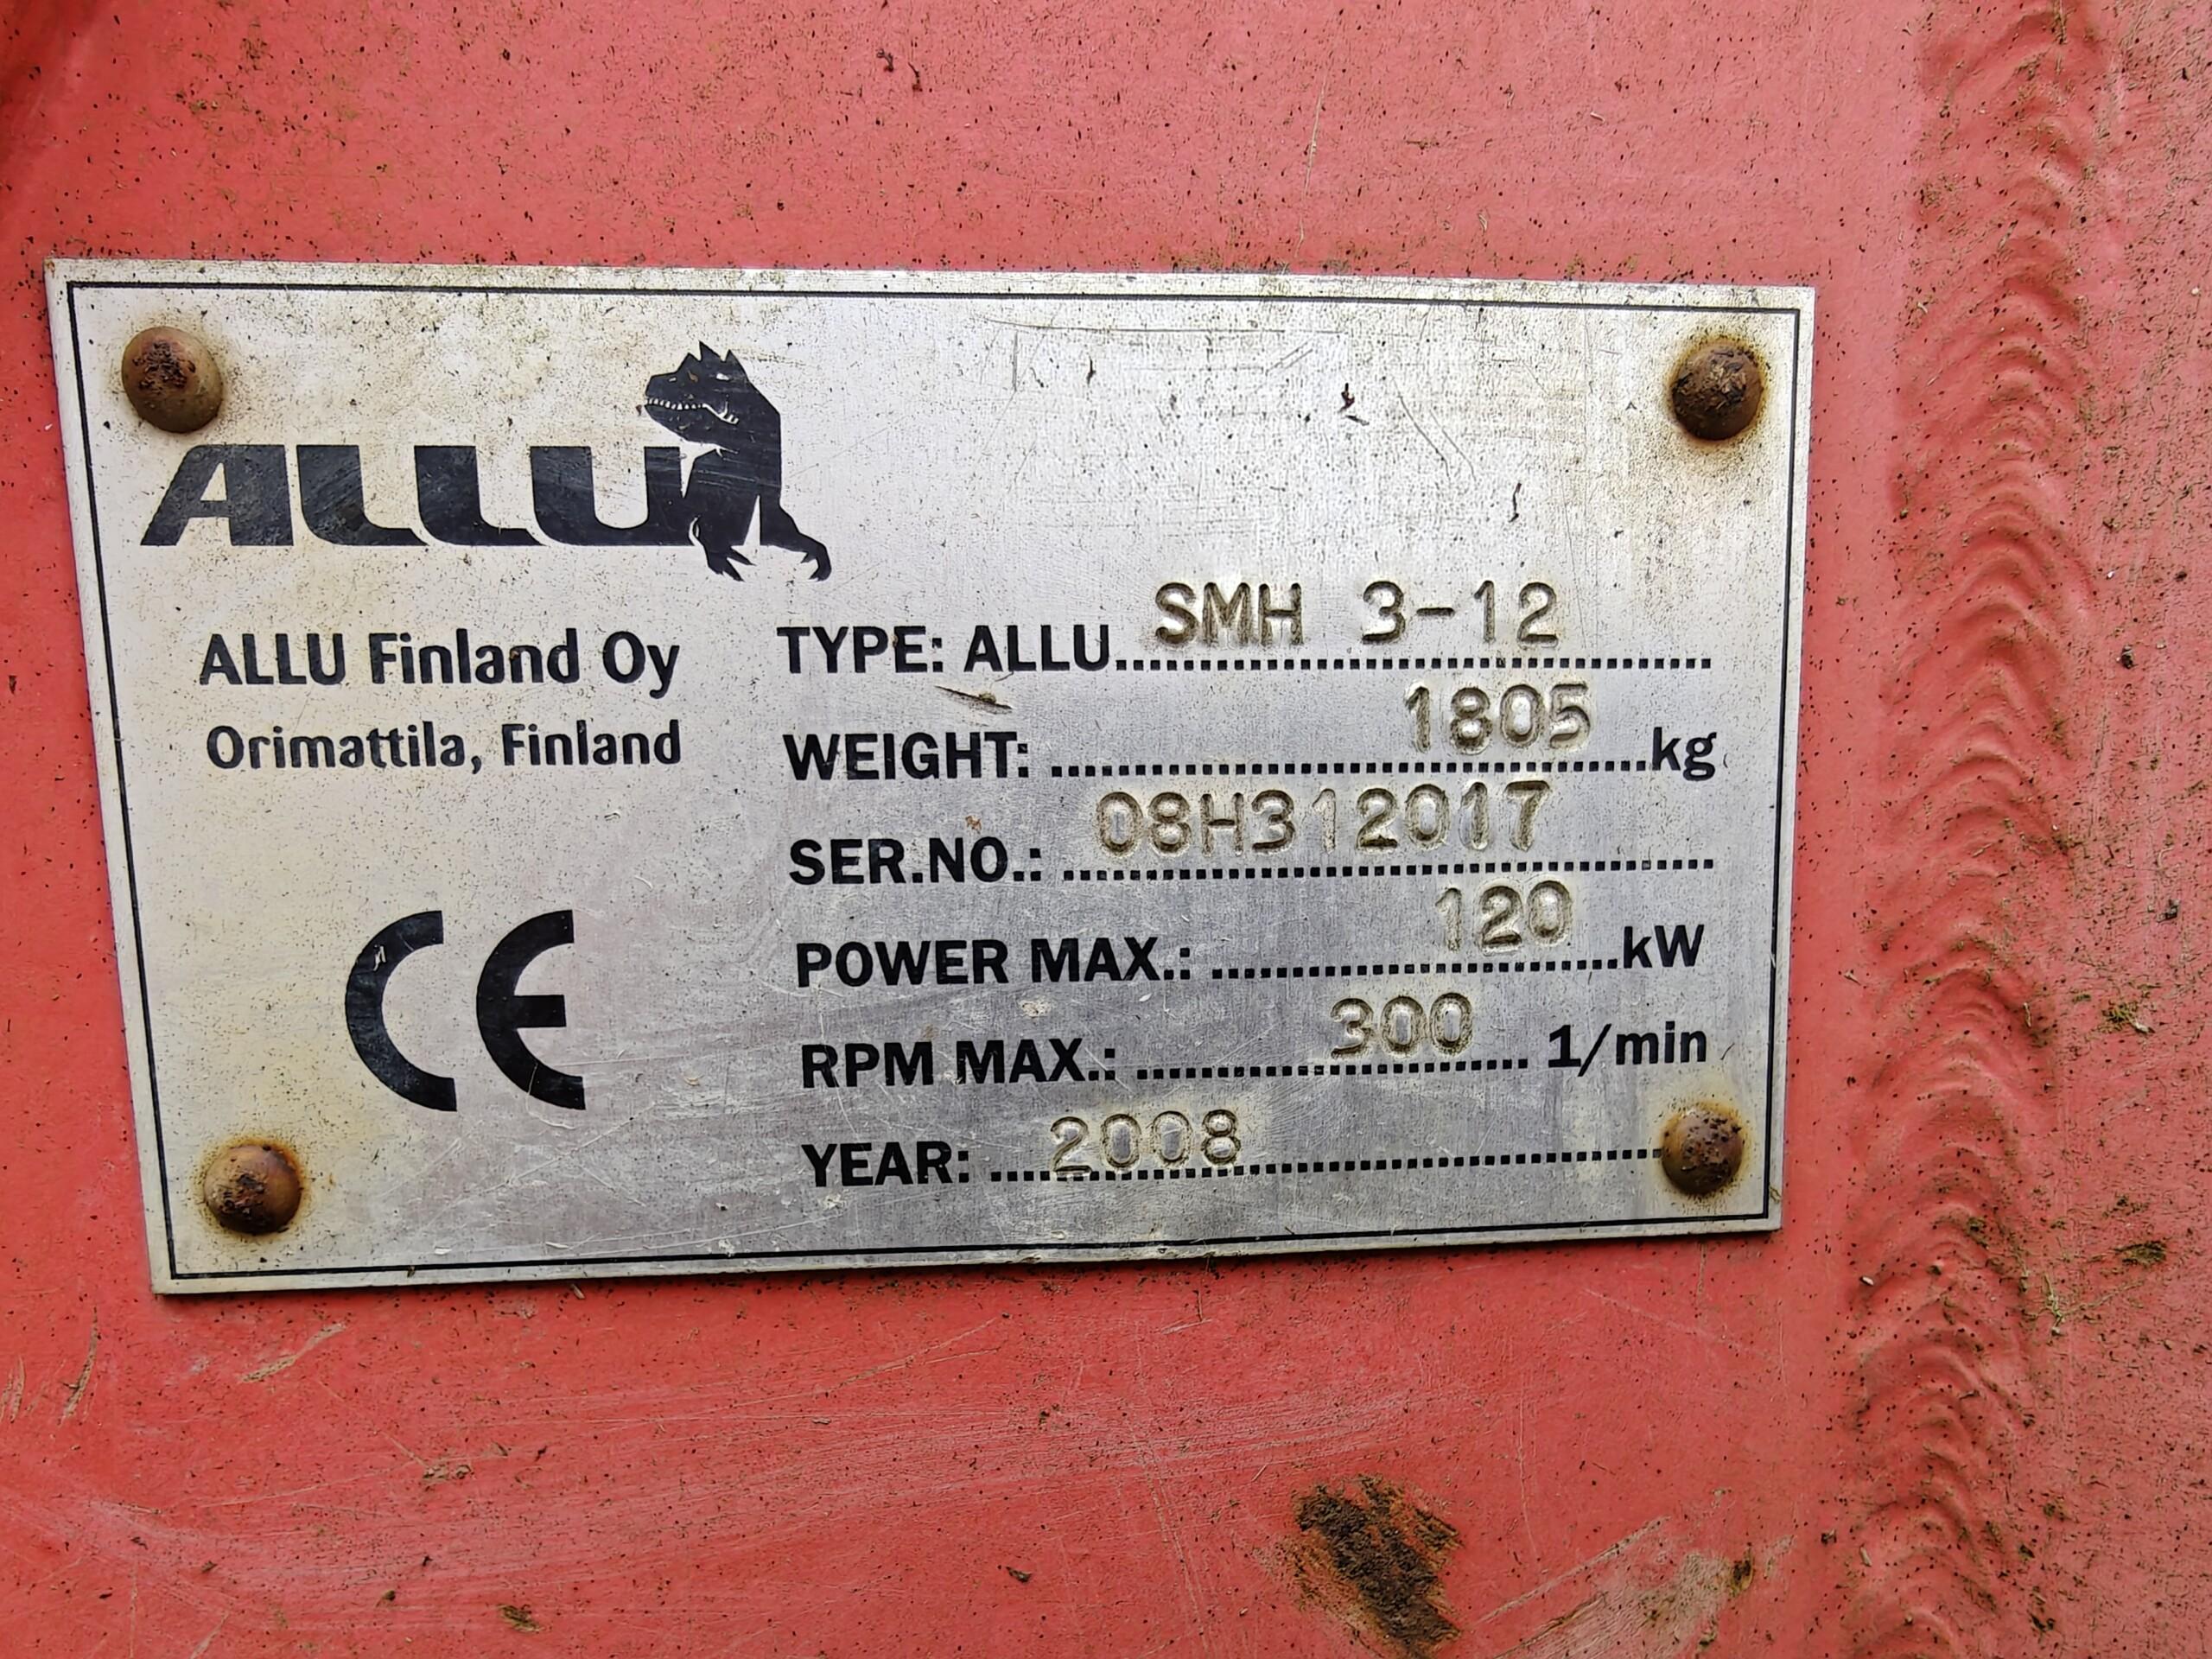 ALLU
ALLU Finland Oy
Orimattila, Finland
CE
TYPE: ALLU SMH 3-12
WEIGHT: 1805 kg
SER.NO.: 08H312017
POWER MAX.: 120 kW
RPM MAX.: 300 1/min
YEAR: 2008